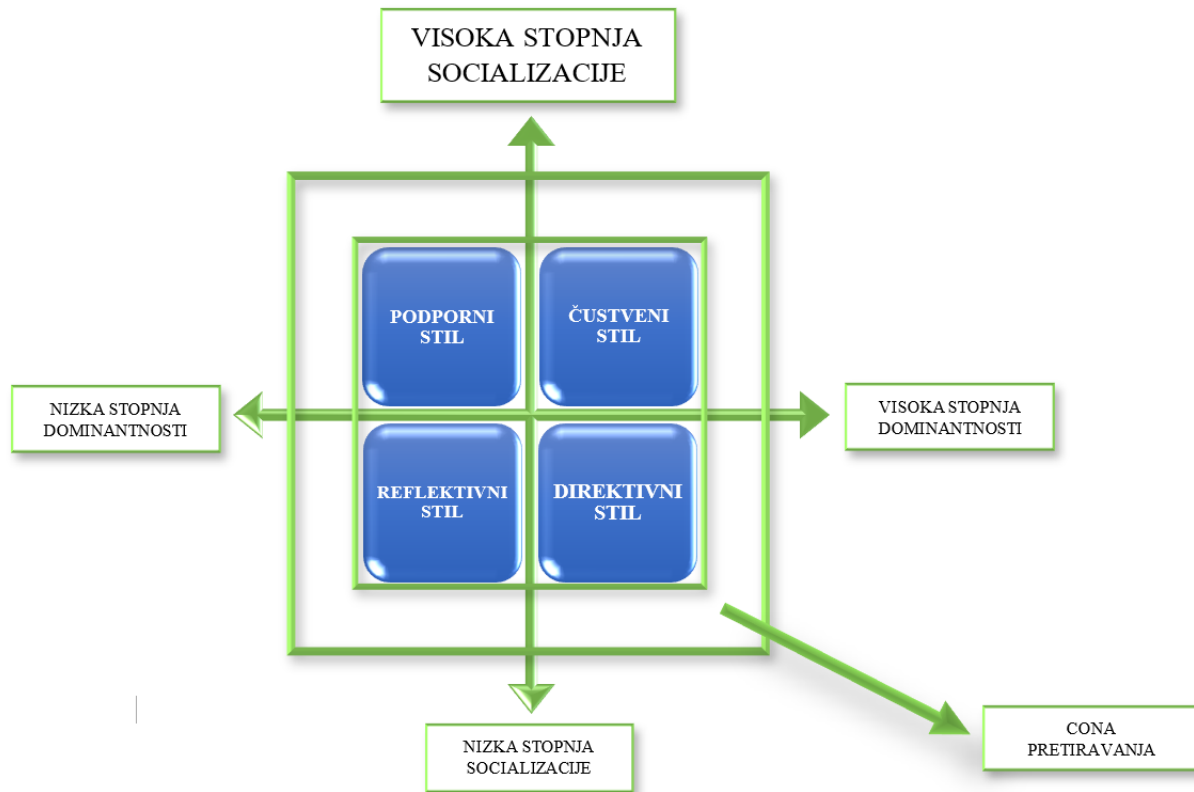 VISOKA STOPNJA
SOCIALIZACIJE
PODPORNI
STIL
ČUSTVENI
STIL
NIZKA STOPNJA
DOMINANTNOSTI
VISOKA STOPNJA
DOMINANTNOSTI
REFLEKTIVNI
STIL
DIREKTIVNI
STIL
NIZKA STOPNJA
SOCIALIZACIJE
CONA
PRETIRAVANJA